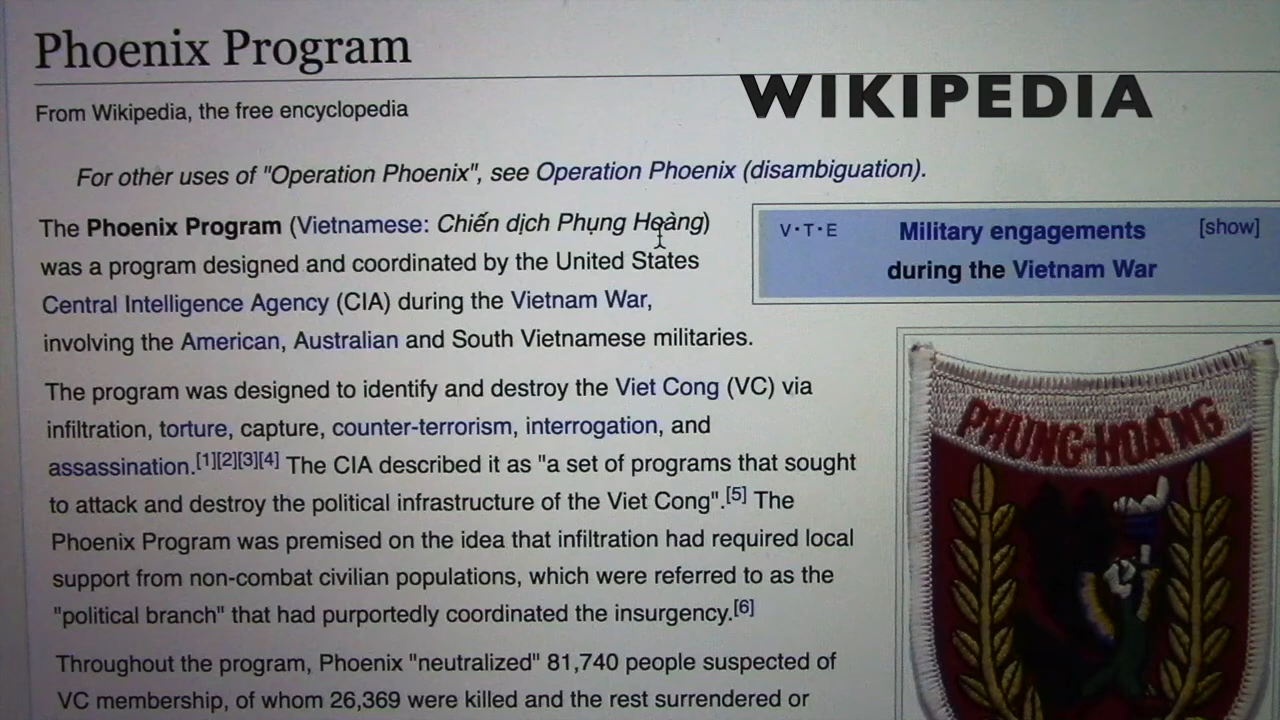 Phoenix Program
WIKIPEDIA
From Wikipedia, the free encyclopedia
For other uses of "Operation Phoenix", see Operation Phoenix (disambiguation).
The Phoenix Program (Vietnamese: Chiến dịch Phụng Hoàng)
was a program designed and coordinated by the United States
Central Intelligence Agency (CIA) during the Vietnam War,
involving the American, Australian and South Vietnamese militaries.
The program was designed to identify and destroy the Viet Cong (VC) via
infiltration, torture, capture, counter-terrorism, interrogation, and
assassination.[1][2][3][4] The CIA described it as "a set of programs that sought
to attack and destroy the political infrastructure of the Viet Cong".[5] The
Phoenix Program was premised on the idea that infiltration had required local
support from non-combat civilian populations, which were referred to as the
"political branch" that had purportedly coordinated the insurgency.[6]
Throughout the program, Phoenix "neutralized" 81,740 people suspected of
VC membership, of whom 26,369 were killed and the rest surrendered or
V·T·E
Military engagements
during the Vietnam War
[show]
PHỤNG-HOÀNG